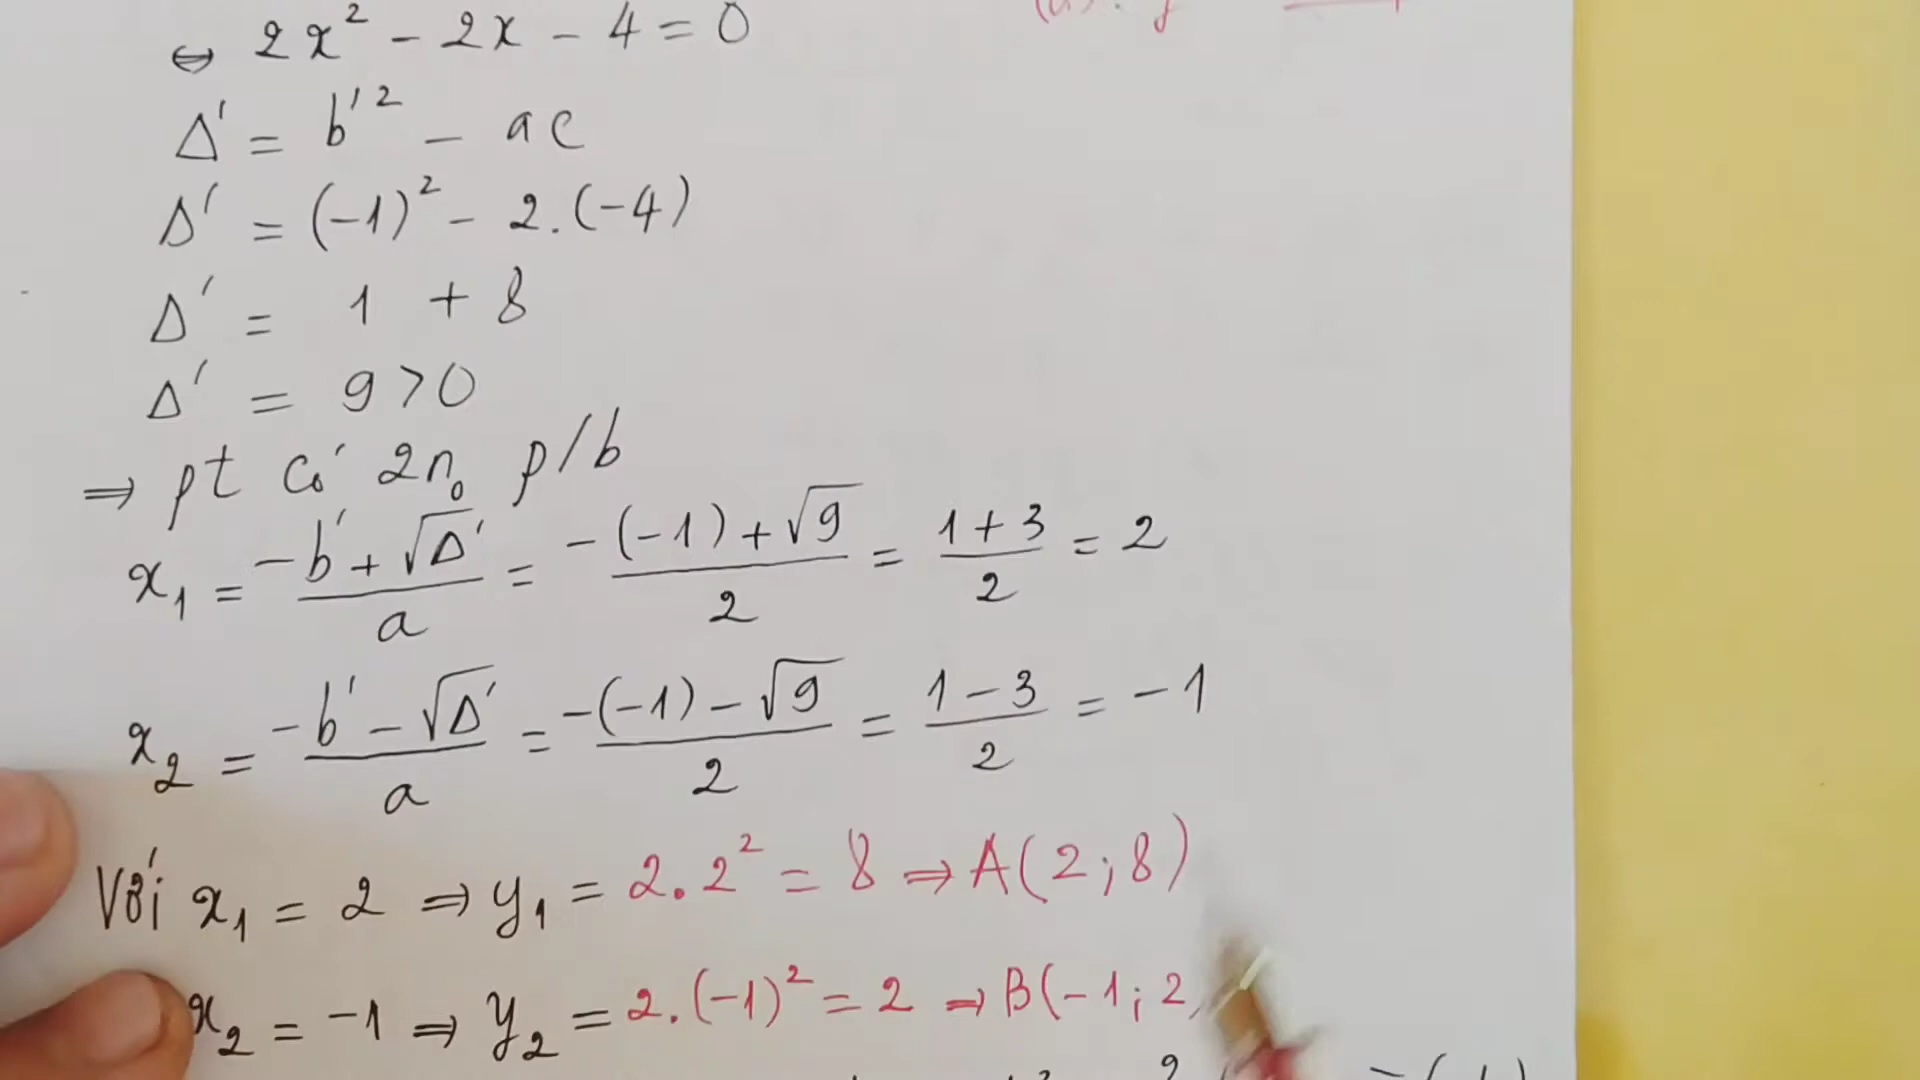 ⇔ 2x² - 2x - 4 = 0
Δ' = b'² - ac
Δ' = (-1)² - 2.(-4)
Δ' = 1 + 8
Δ' = 9 > 0
⇒ pt có 2n₀ p/b
x₁ = (-b' + √Δ')/a = (-(-1) + √9)/2 = (1 + 3)/2 = 2
x₂ = (-b' - √Δ')/a = (-(-1) - √9)/2 = (1 - 3)/2 = -1
Với x₁ = 2 ⇒ y₁ = 2.2² = 8 ⇒ A(2;8)
x₂ = -1 ⇒ y₂ = 2.(-1)² = 2 ⇒ B(-1;2